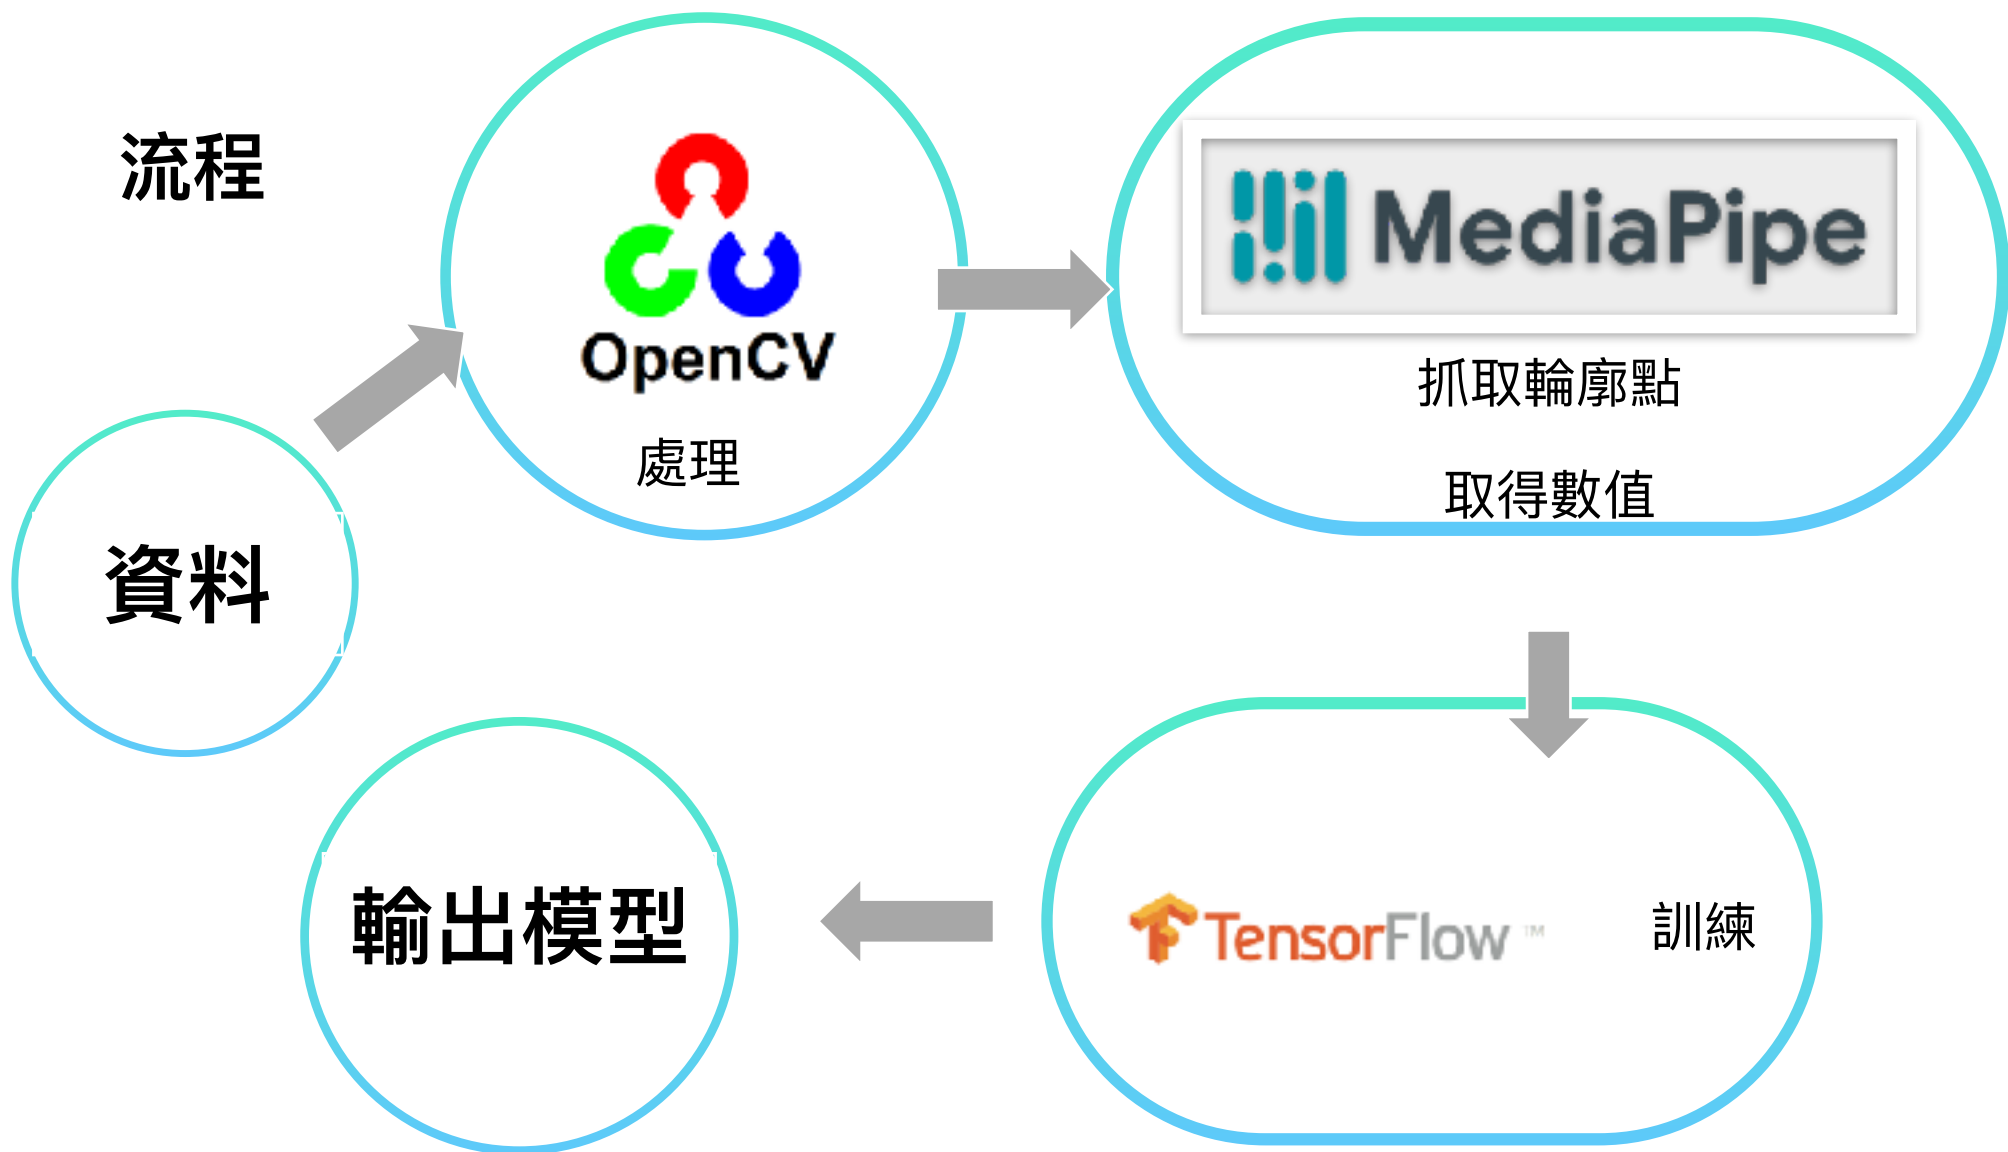 流程
資料
OpenCV
處理
MediaPipe
抓取輪廓點
取得數值
TensorFlow ™
訓練
輸出模型